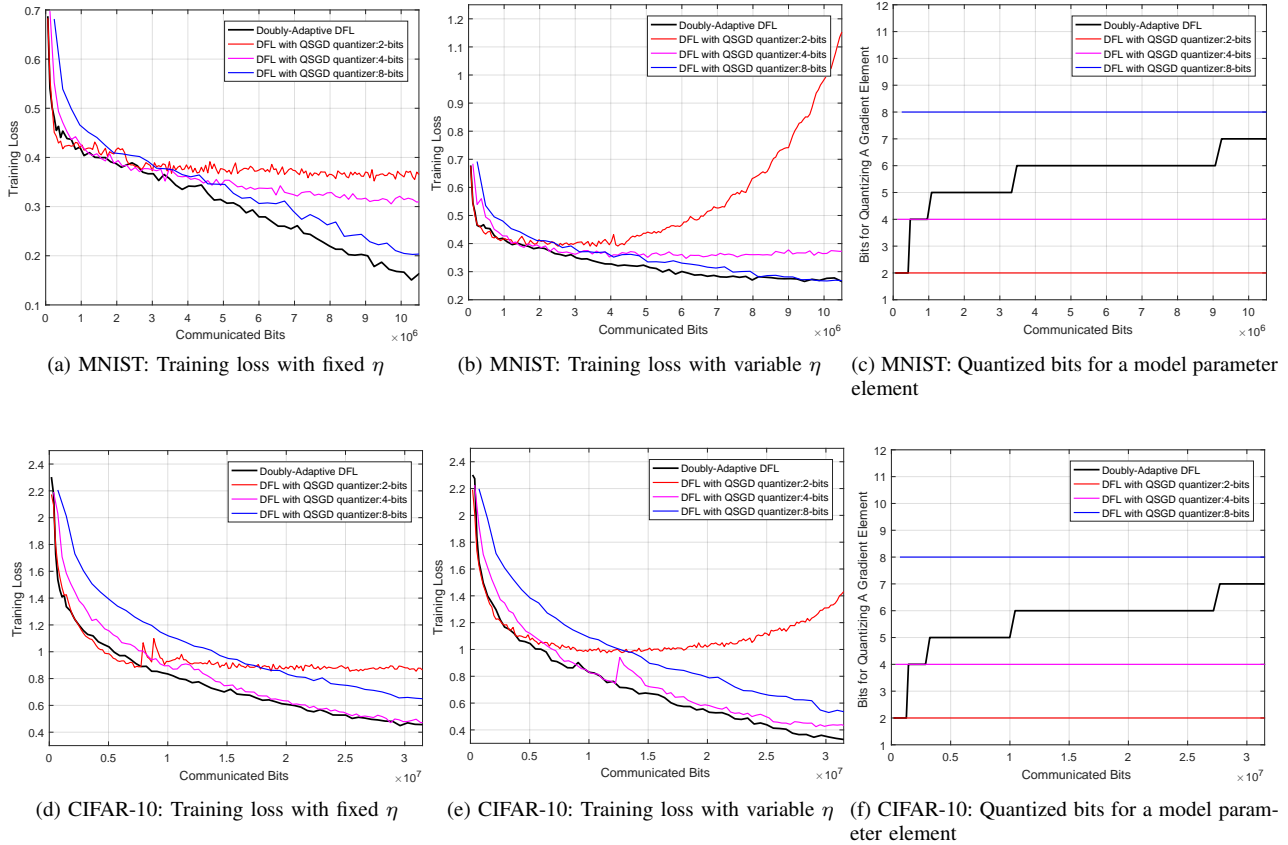 0.7
0.6
0.5
0.4
0.3
0.2
0.1
Training Loss
Doubly-Adaptive DFL
DFL with QSGD quantizer:2-bits
DFL with QSGD quantizer:4-bits
DFL with QSGD quantizer:8-bits
0 1 2 3 4 5 6 7 8 9 10
Communicated Bits
×10⁶
(a) MNIST: Training loss with fixed η
1.2
1.1
1.0
0.9
0.8
0.7
0.6
0.5
0.4
0.3
0.2
Training Loss
Doubly-Adaptive DFL
DFL with QSGD quantizer:2-bits
DFL with QSGD quantizer:4-bits
DFL with QSGD quantizer:8-bits
0 1 2 3 4 5 6 7 8 9 10
Communicated Bits
×10⁶
(b) MNIST: Training loss with variable η
12
11
10
9
8
7
6
5
4
3
2
1
Bits for Quantizing A Gradient Element
Doubly-Adaptive DFL
DFL with QSGD quantizer:2-bits
DFL with QSGD quantizer:4-bits
DFL with QSGD quantizer:8-bits
0 1 2 3 4 5 6 7 8 9 10
Communicated Bits
×10⁶
(c) MNIST: Quantized bits for a model parameter
element
2.4
2.2
2.0
1.8
1.6
1.4
1.2
1
0.8
0.6
0.4
Training Loss
Doubly-Adaptive DFL
DFL with QSGD quantizer:2-bits
DFL with QSGD quantizer:4-bits
DFL with QSGD quantizer:8-bits
0 0.5 1.0 1.5 2.0 2.5 3
Communicated Bits
×10⁷
(d) CIFAR-10: Training loss with fixed η
2.4
2.2
2.0
1.8
1.6
1.4
1.2
1
0.8
0.6
0.4
Training Loss
Doubly-Adaptive DFL
DFL with QSGD quantizer:2-bits
DFL with QSGD quantizer:4-bits
DFL with QSGD quantizer:8-bits
0 0.5 1.0 1.5 2.0 2.5 3
Communicated Bits
×10⁷
(e) CIFAR-10: Training loss with variable η
12
11
10
9
8
7
6
5
4
3
2
1
Bits for Quantizing A Gradient Element
Doubly-Adaptive DFL
DFL with QSGD quantizer:2-bits
DFL with QSGD quantizer:4-bits
DFL with QSGD quantizer:8-bits
0.5 1 1.5 2 2.5 3
Communicated Bits
×10⁷
(f) CIFAR-10: Quantized bits for a model param-
eter element